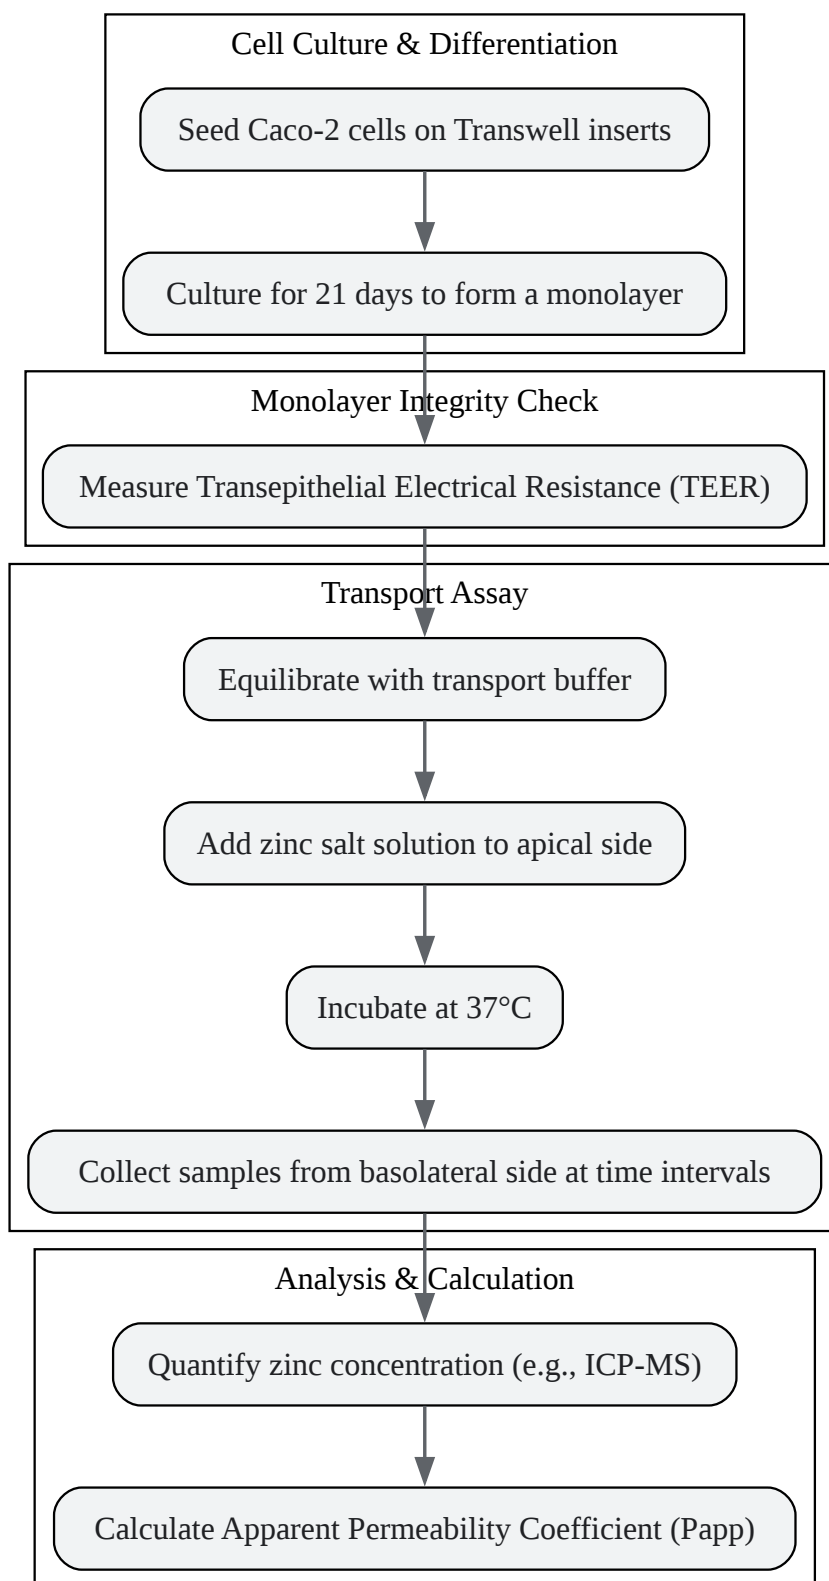 Cell Culture & Differentiation
Seed Caco-2 cells on Transwell inserts
Culture for 21 days to form a monolayer
Monolayer Integrity Check
Measure Transepithelial Electrical Resistance (TEER)
Transport Assay
Equilibrate with transport buffer
Add zinc salt solution to apical side
Incubate at 37°C
Collect samples from basolateral side at time intervals
Analysis & Calculation
Quantify zinc concentration (e.g., ICP-MS)
Calculate Apparent Permeability Coefficient (Papp)